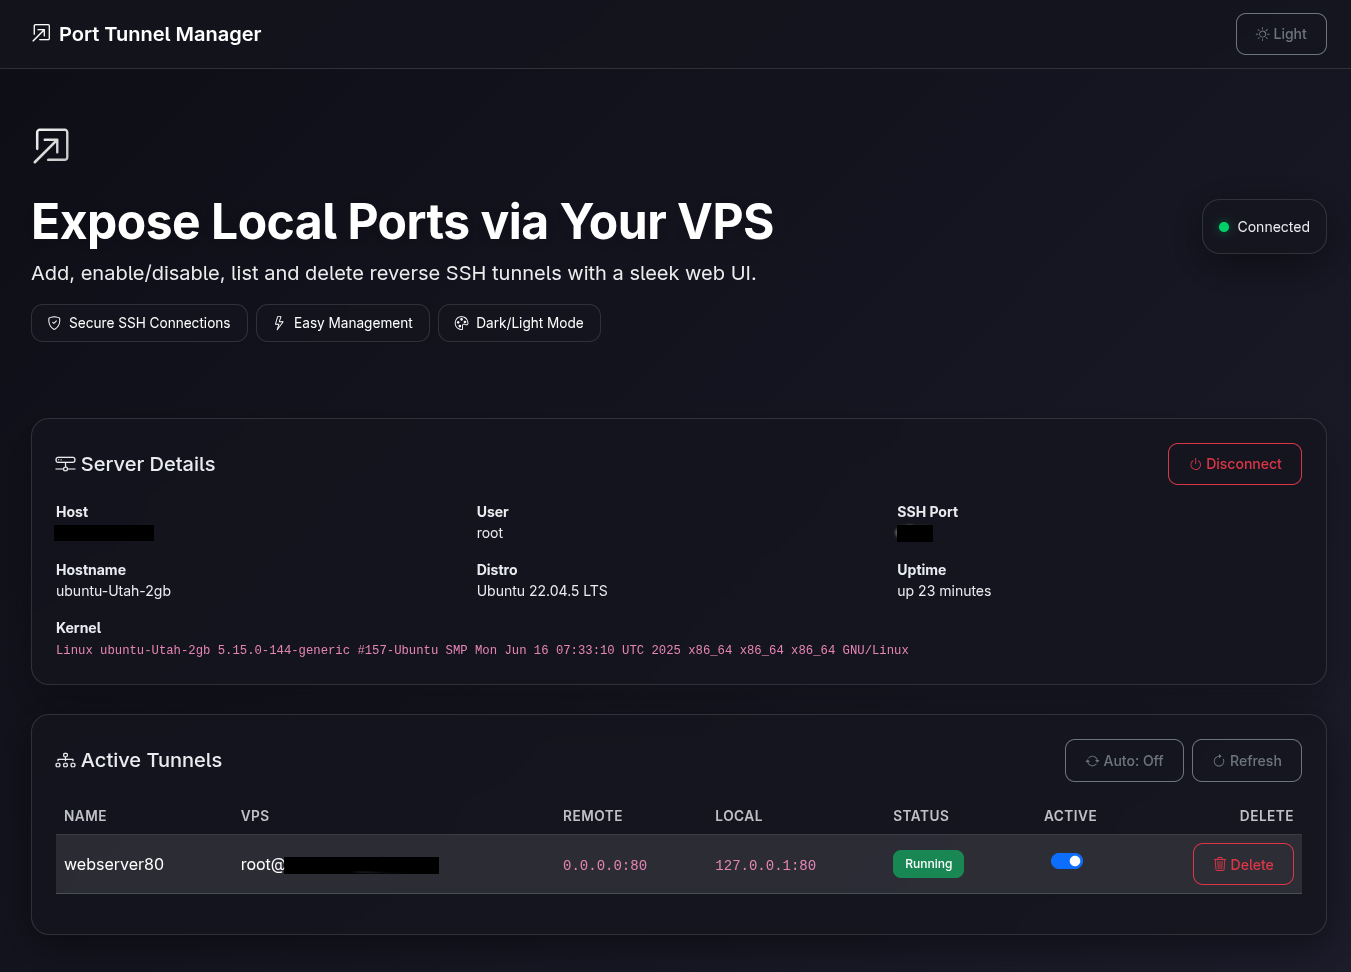 Port Tunnel Manager
Light
Expose Local Ports via Your VPS
Connected
Add, enable/disable, list and delete reverse SSH tunnels with a sleek web UI.
Secure SSH Connections
Easy Management
Dark/Light Mode
Server Details
Disconnect
Host
User
SSH Port
root
Hostname
Distro
Uptime
ubuntu-Utah-2gb
Ubuntu 22.04.5 LTS
up 23 minutes
Kernel
Linux ubuntu-Utah-2gb 5.15.0-144-generic #157-Ubuntu SMP Mon Jun 16 07:33:10 UTC 2025 x86_64 x86_64 x86_64 GNU/Linux
Active Tunnels
Auto: Off
Refresh
NAME VPS REMOTE LOCAL STATUS ACTIVE DELETE
webserver80 root@ 0.0.0.0:80 127.0.0.1:80 Running Delete